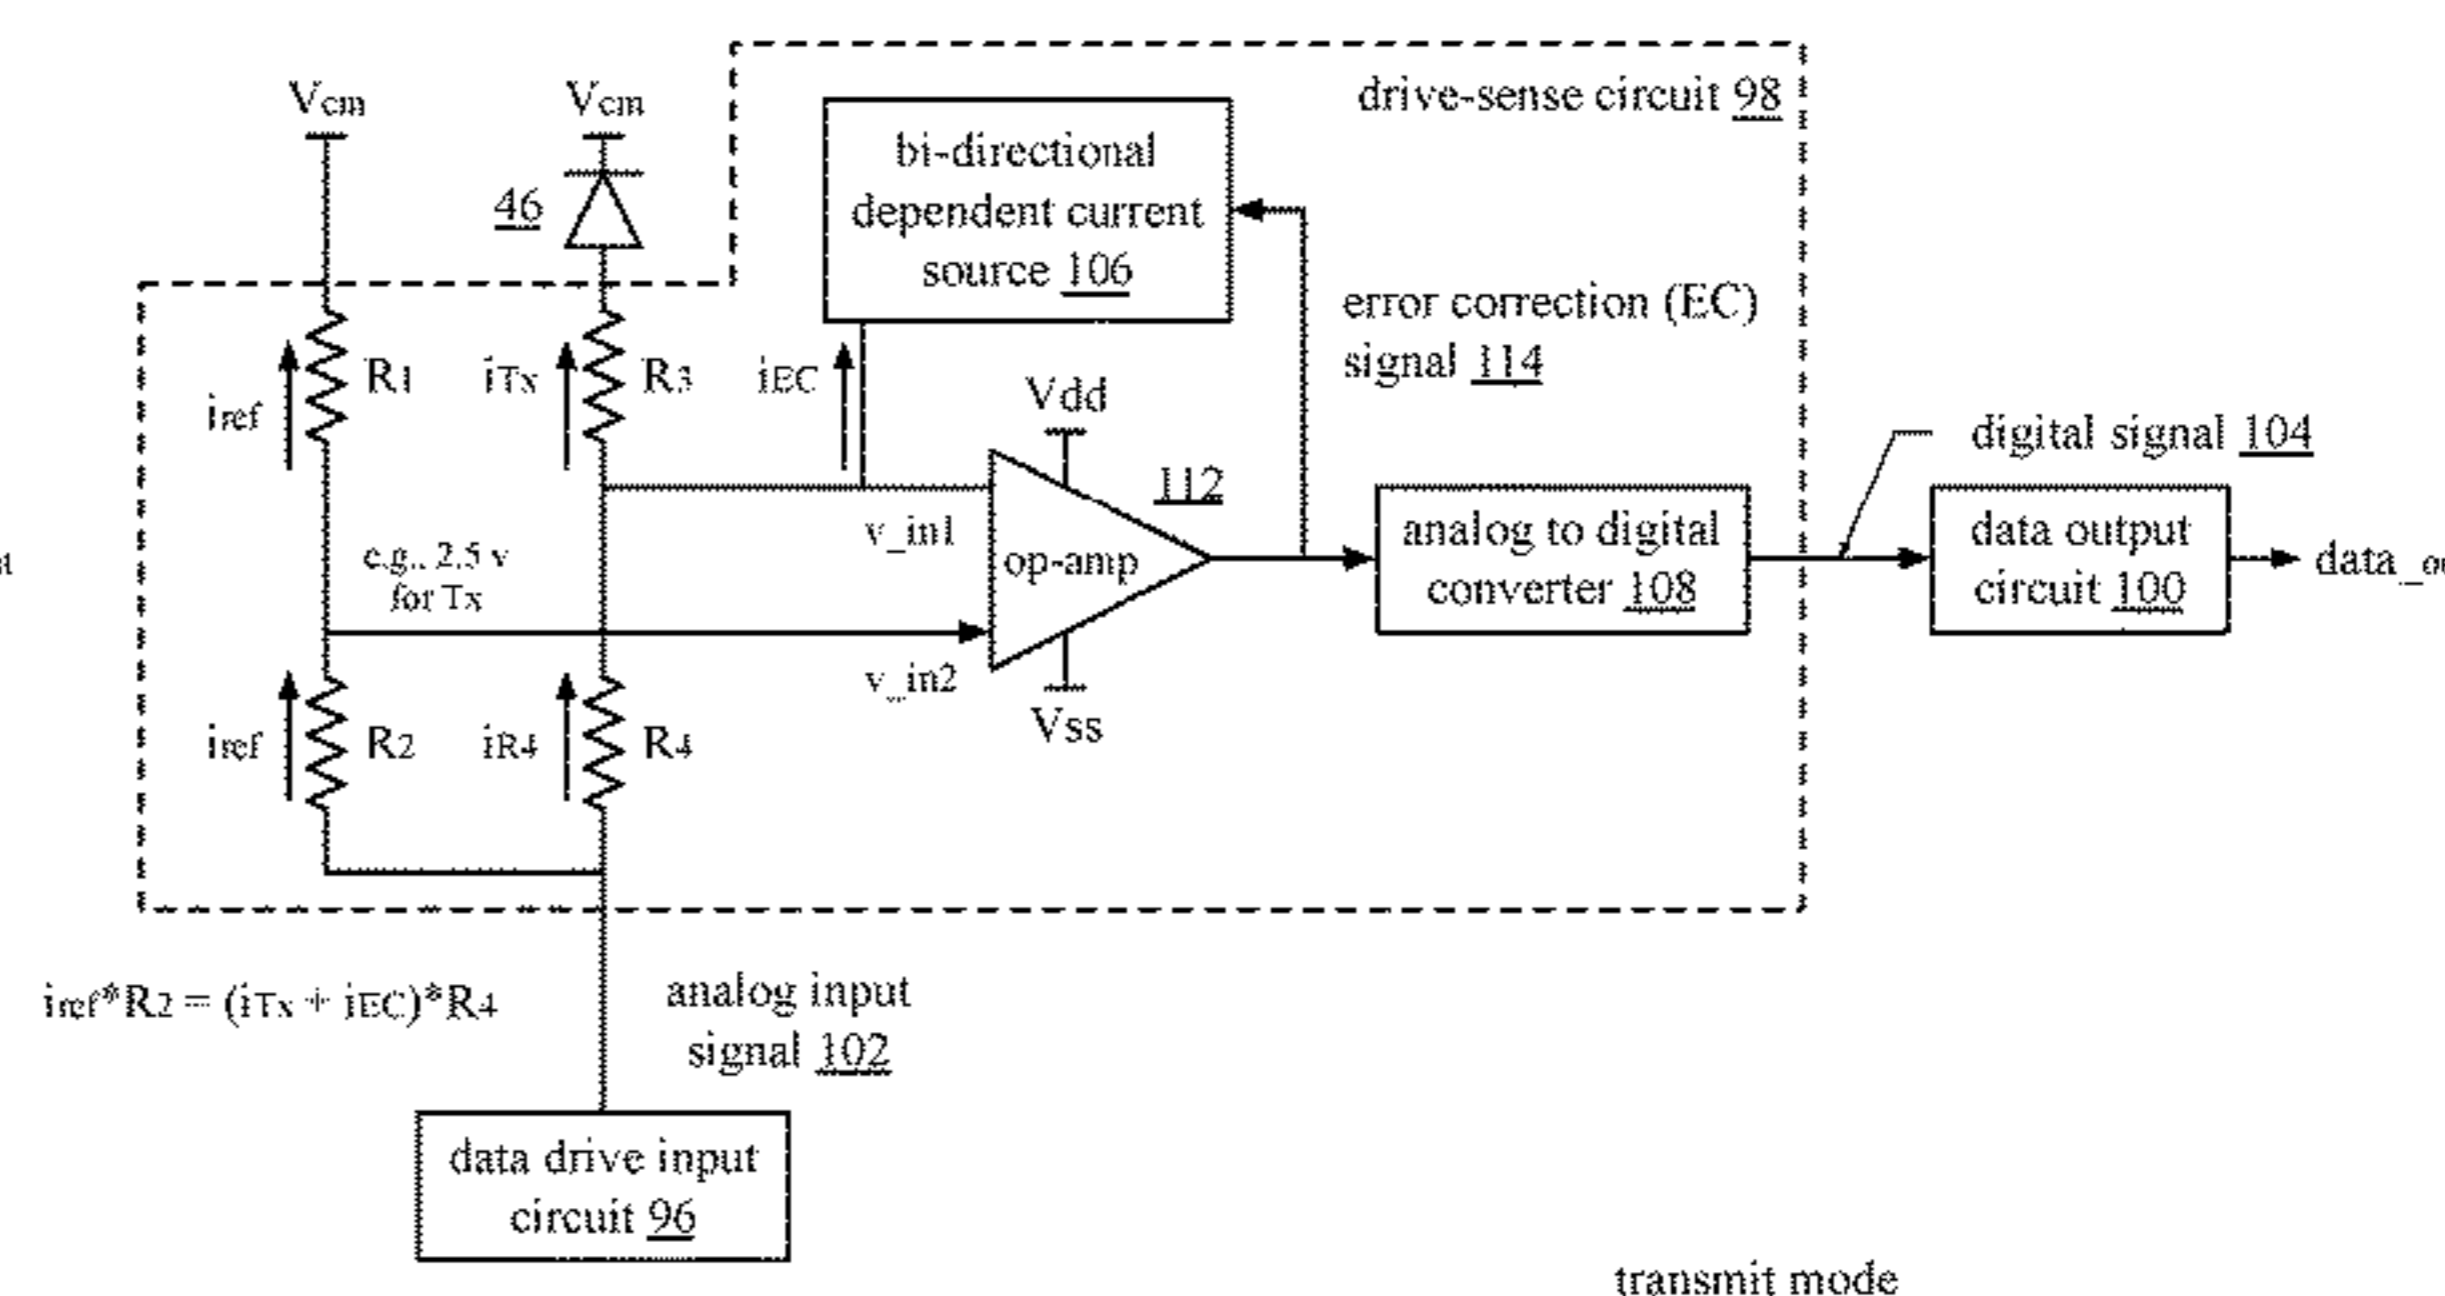 Vcm
Vcm
drive-sense circuit 98
bi-directional
dependent current
source 106
46
error correction (EC)
signal 114
R1
iTx
R3
iEC
iref
Vdd
digital signal 104
112
v_in1
op-amp
analog to digital
converter 108
data output
circuit 100
e.g., 2.5 v
for Tx
v_in2
Vss
iref
R2
iR4
R4
iref*R2 = (iTx + iEC)*R4
analog input
signal 102
data drive input
circuit 96
transmit mode